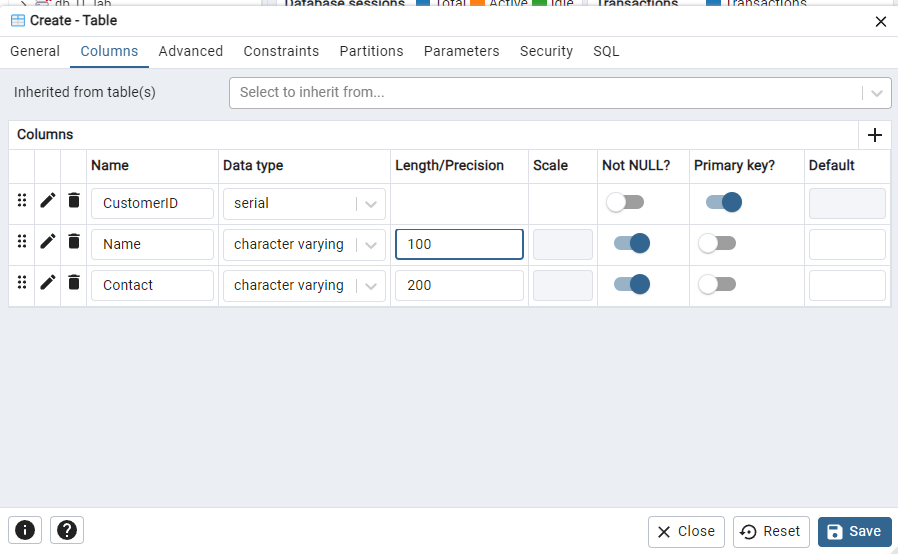 db_IT_lab
Database sessions Total Active Idle Transactions Transactions
Create - Table
General Columns Advanced Constraints Partitions Parameters Security SQL
Inherited from table(s) Select to inherit from...
Columns
Name Data type Length/Precision Scale Not NULL? Primary key? Default
CustomerID serial
Name character varying 100
Contact character varying 200
Close Reset Save